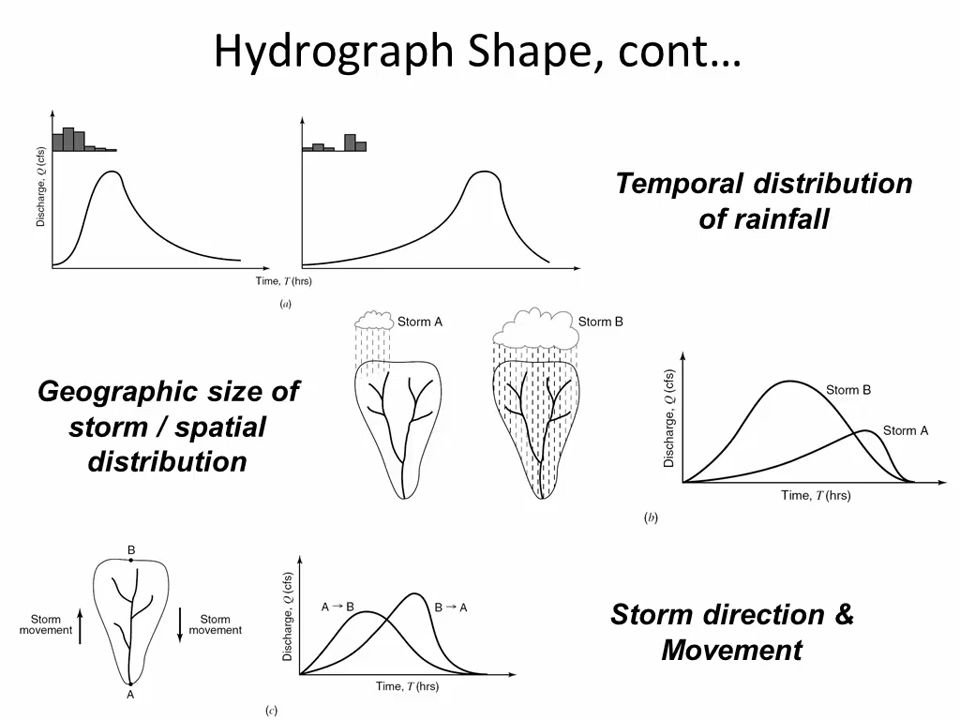 Hydrograph Shape, cont…
Discharge, Q (cfs)
Time, T (hrs)
(a)
Temporal distribution
of rainfall
Geographic size of
storm / spatial
distribution
Storm A
Storm B
Discharge, Q (cfs)
Storm B
Storm A
Time, T (hrs)
(b)
B
Storm
movement
Storm
movement
A
Discharge, Q (cfs)
A → B
B → A
Time, T (hrs)
(c)
Storm direction &
Movement